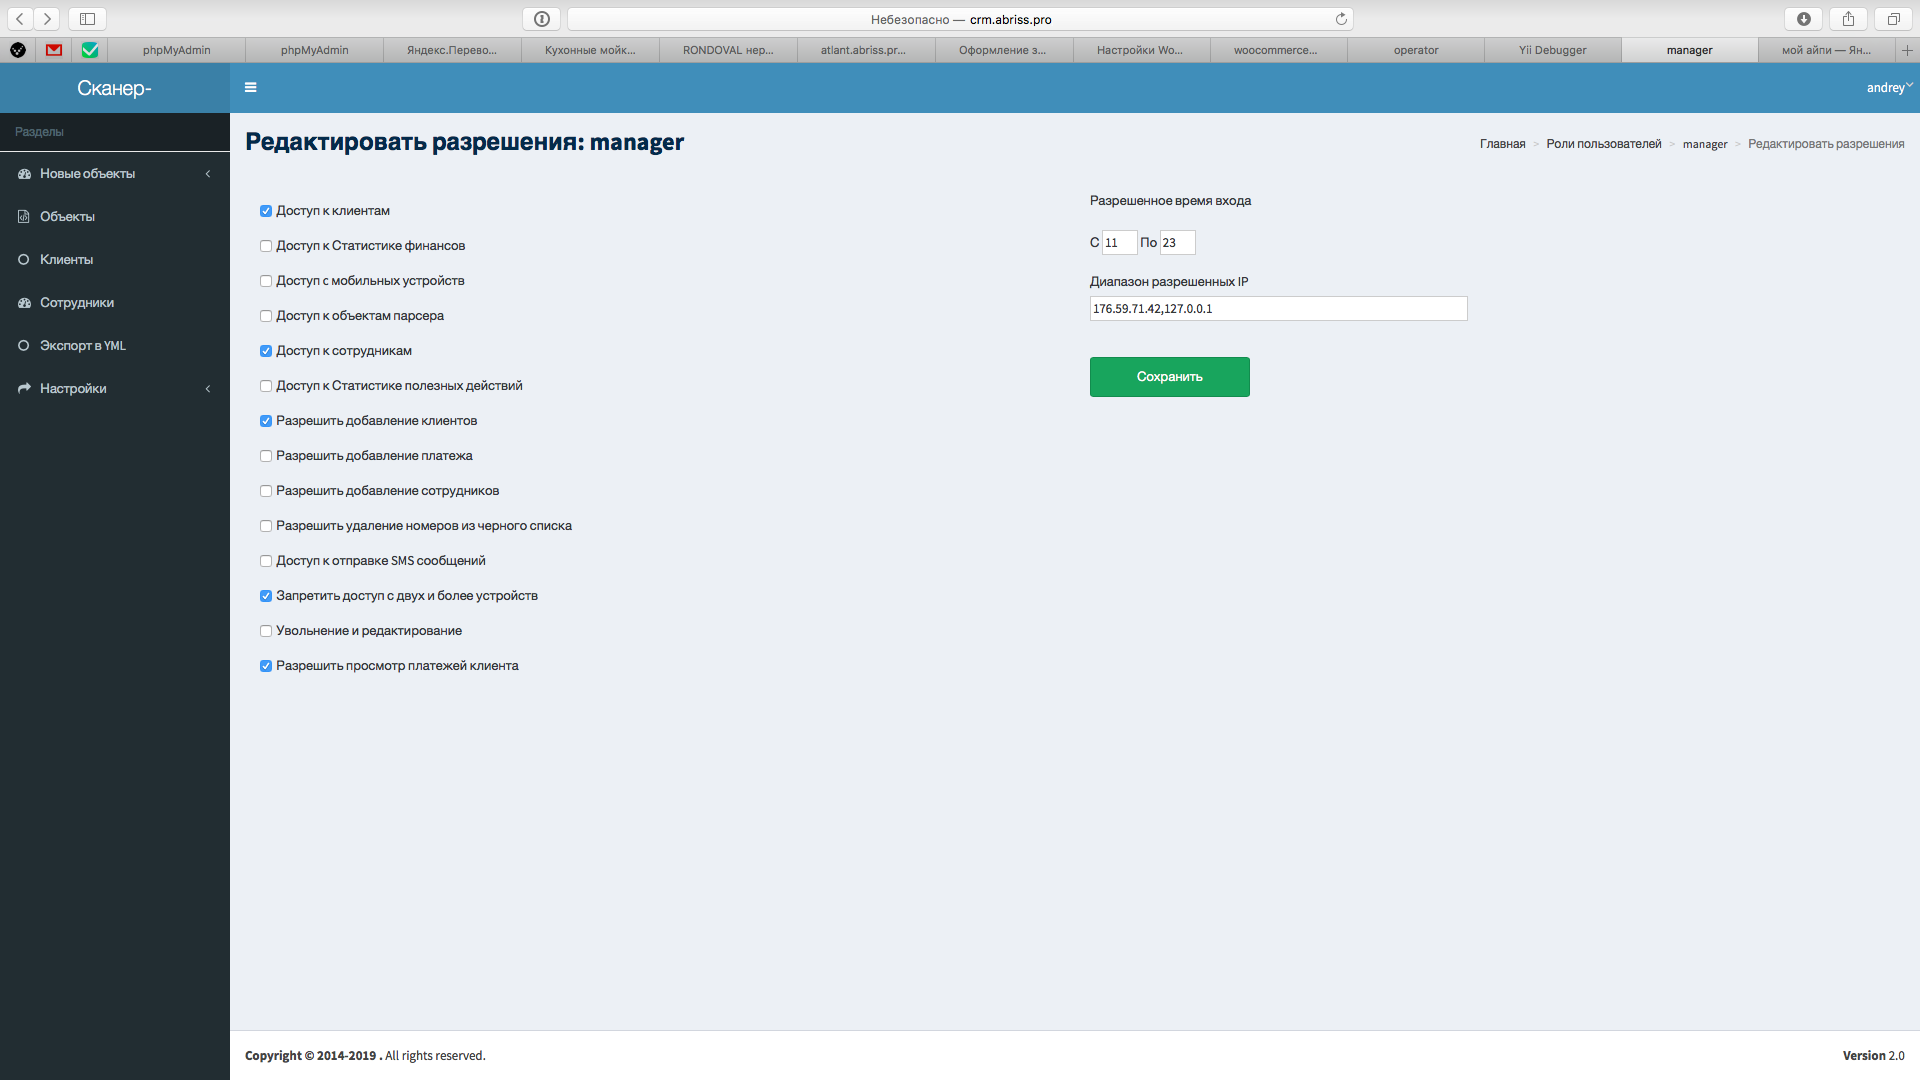 Небезопасно — crm.abriss.pro
phpMyAdmin
phpMyAdmin
Яндекс.Перево...
Кухонные мойк...
RONDOVAL нер...
atlant.abriss.pr...
Оформление з...
Настройки Wo...
woocommerce...
operator
Yii Debugger
manager
мой айпи — Ян...
Сканер-
andrey
Разделы
Новые объекты
Объекты
Клиенты
Сотрудники
Экспорт в YML
Настройки
Редактировать разрешения: manager
Главная > Роли пользователей > manager > Редактировать разрешения
Доступ к клиентам
Доступ к Статистике финансов
Доступ с мобильных устройств
Доступ к объектам парсера
Доступ к сотрудникам
Доступ к Статистике полезных действий
Разрешить добавление клиентов
Разрешить добавление платежа
Разрешить добавление сотрудников
Разрешить удаление номеров из черного списка
Доступ к отправке SMS сообщений
Запретить доступ с двух и более устройств
Увольнение и редактирование
Разрешить просмотр платежей клиента
Разрешенное время входа
С 11 По 23
Диапазон разрешенных IP
176.59.71.42,127.0.0.1
Сохранить
Copyright © 2014-2019 . All rights reserved.
Version 2.0